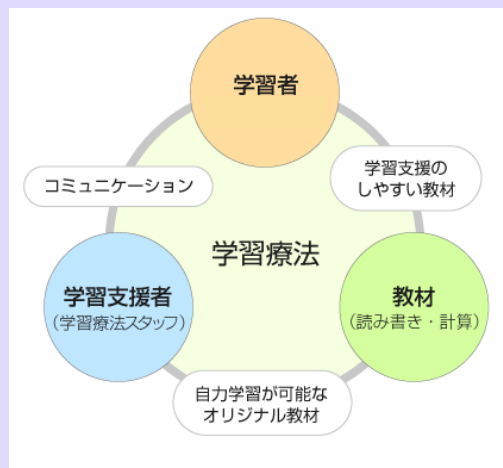 学習者
コミュニケーション
学習支援の
しやすい教材
学習療法
学習支援者
(学習療法スタッフ)
教材
(読み書き・計算)
自力学習が可能な
オリジナル教材